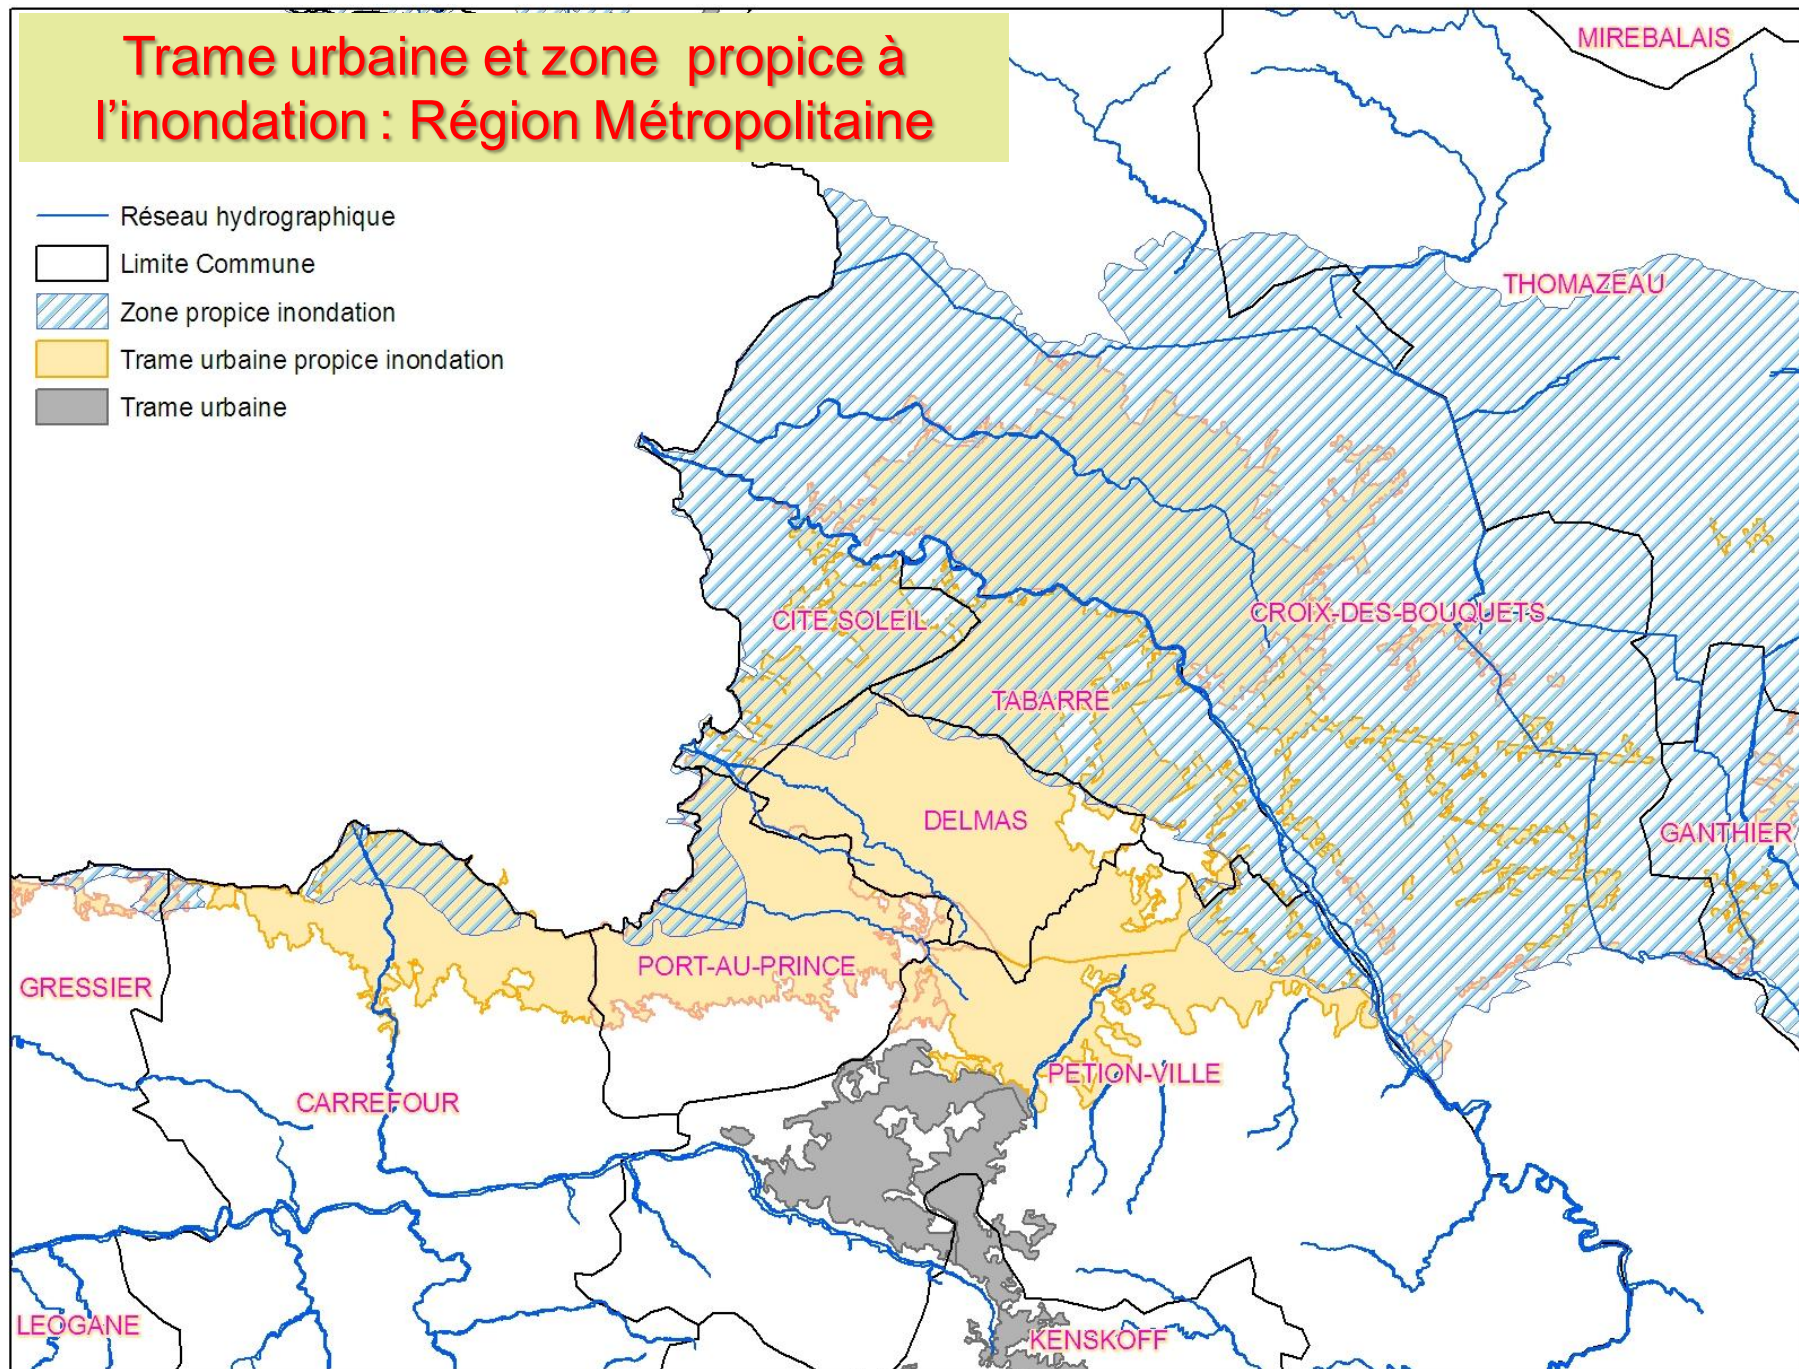 Trame urbaine et zone propice à
l'inondation : Région Métropolitaine
Réseau hydrographique
Limite Commune
Zone propice inondation
Trame urbaine propice inondation
Trame urbaine
MIREBALAIS
THOMAZEAU
CITE SOLEIL
CROIX-DES-BOUQUETS
TABARRE
DELMAS
GANTHIER
PORT-AU-PRINCE
GRESSIER
PETION-VILLE
CARREFOUR
LEOGANE
KENSKOFF